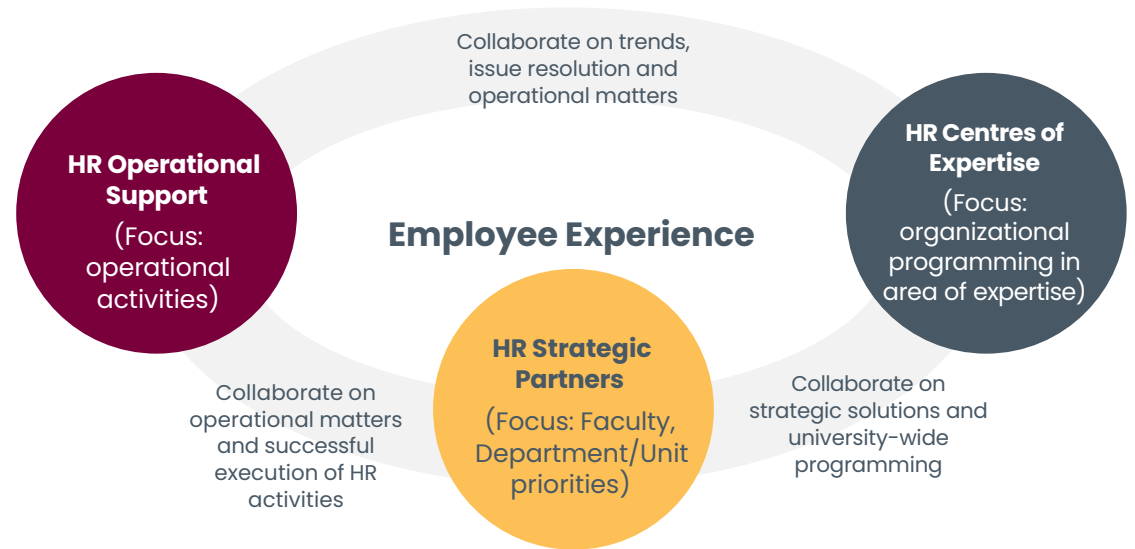 Collaborate on trends,
issue resolution and
operational matters
HR Operational
Support
(Focus:
operational
activities)
HR Centres of
Expertise
(Focus:
organizational
programming in
area of expertise)
Employee Experience
HR Strategic
Partners
(Focus: Faculty,
Department/Unit
priorities)
Collaborate on
operational matters
and successful
execution of HR
activities
Collaborate on
strategic solutions and
university-wide
programming